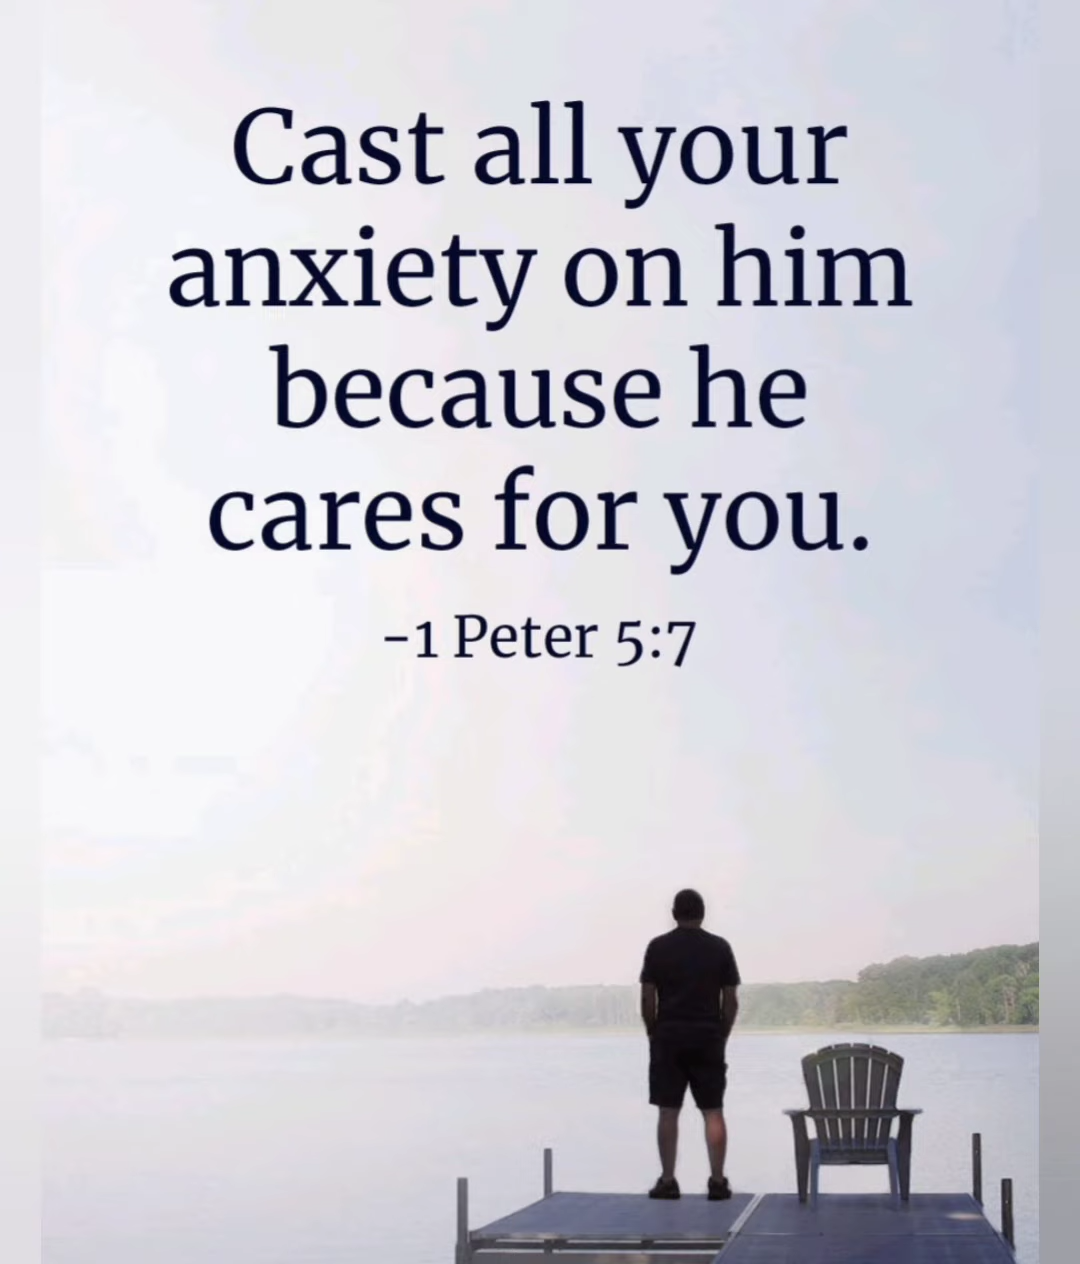 Cast all your
anxiety on him
because he
cares for you.
-1 Peter 5:7